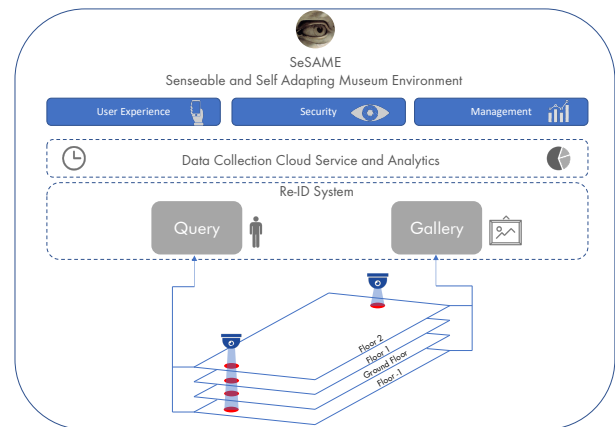 SeSAME
Senseable and Self Adapting Museum Environment
User Experience
Security
Management
Data Collection Cloud Service and Analytics
Re-ID System
Query
Gallery
Floor 2
Floor 1
Ground Floor
Floor -1